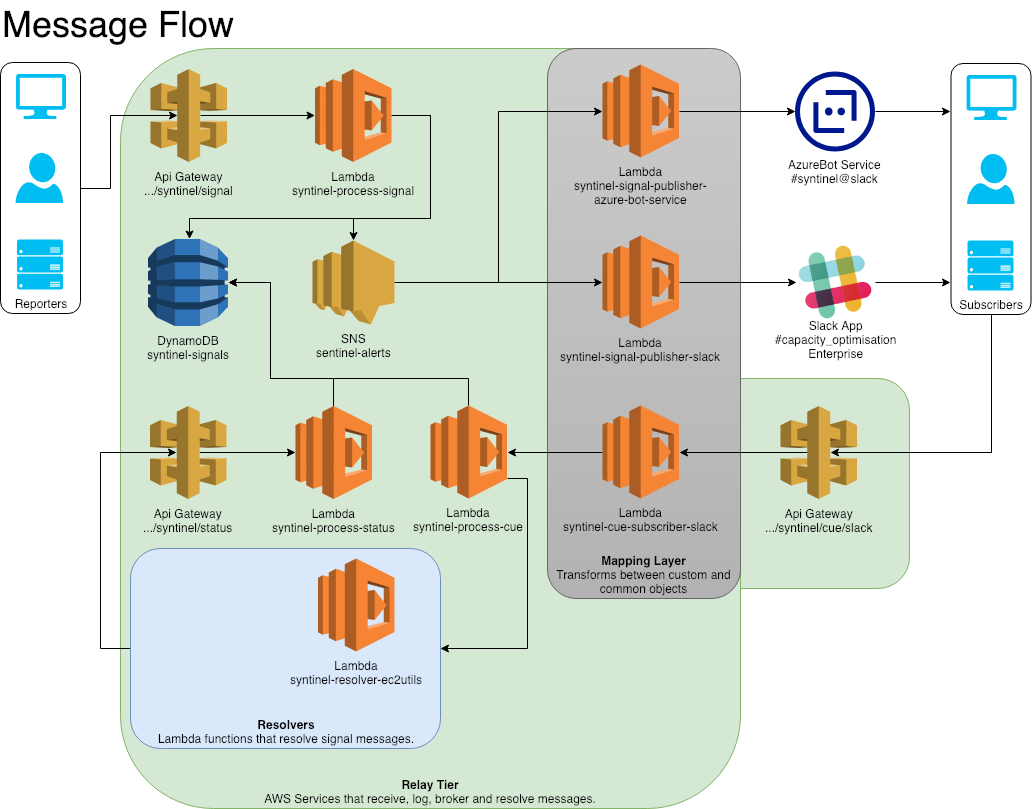 Message Flow
Reporters
Api Gateway
.../syntinel/signal
Lambda
sentinel-process-signal
Lambda
sentinel-signal-publisher-
azure-bot-service
AzureBot Service
#syntinel@slack
Subscribers
DynamoDB
syntinel-signals
SNS
sentinel-alerts
Lambda
syntinel-signal-publisher-slack
Slack App
#capacity_optimisation
Enterprise
Api Gateway
.../syntinel/status
Lambda
syntinel-process-status
Lambda
syntinel-process-cue
Lambda
syntinel-cue-subscriber-slack
Api Gateway
.../syntinel/cue/slack
Mapping Layer
Transforms between custom and
common objects
Lambda
syntinel-resolver-ec2utils
Resolvers
Lambda functions that resolve signal messages.
Relay Tier
AWS Services that receive, log, broker and resolve messages.